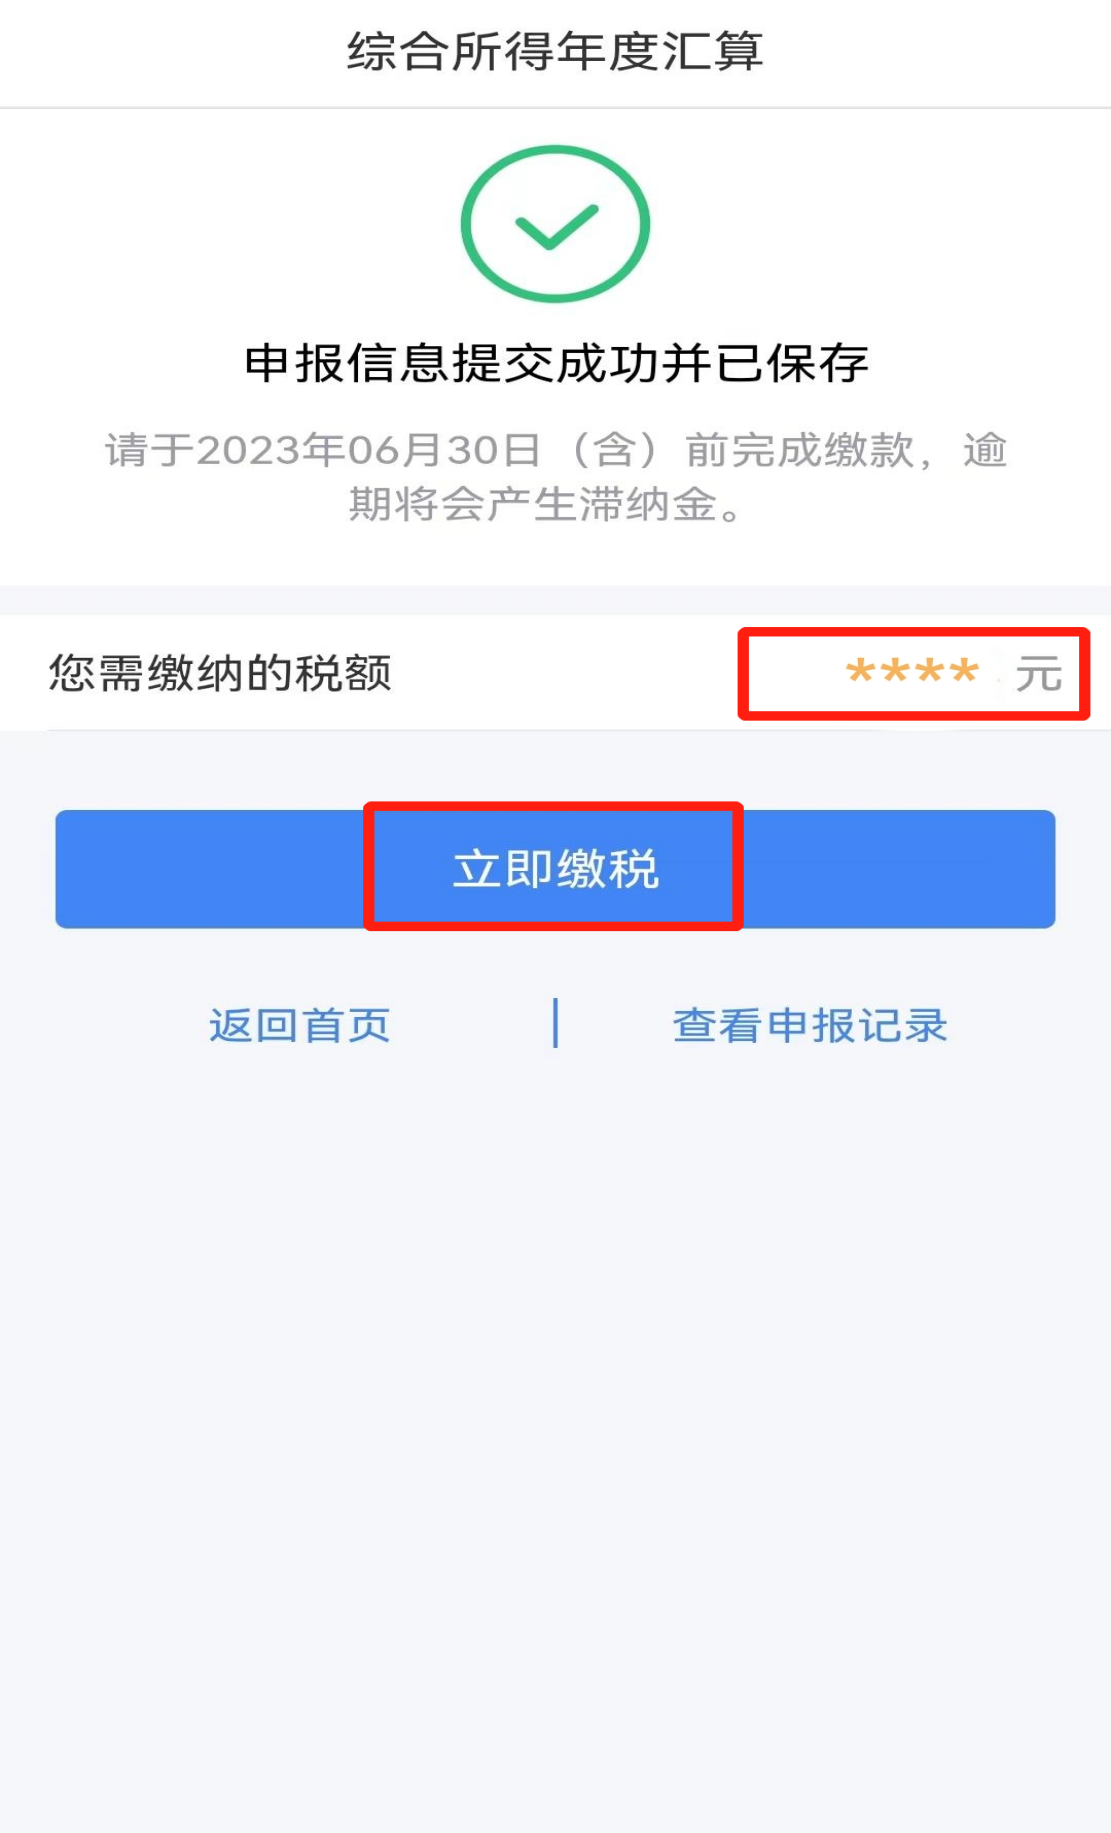 综合所得年度汇算
申报信息提交成功并已保存
请于2023年06月30日（含）前完成缴款，逾
期将会产生滞纳金。
您需缴纳的税额 **** 元
立即缴税
返回首页 | 查看申报记录